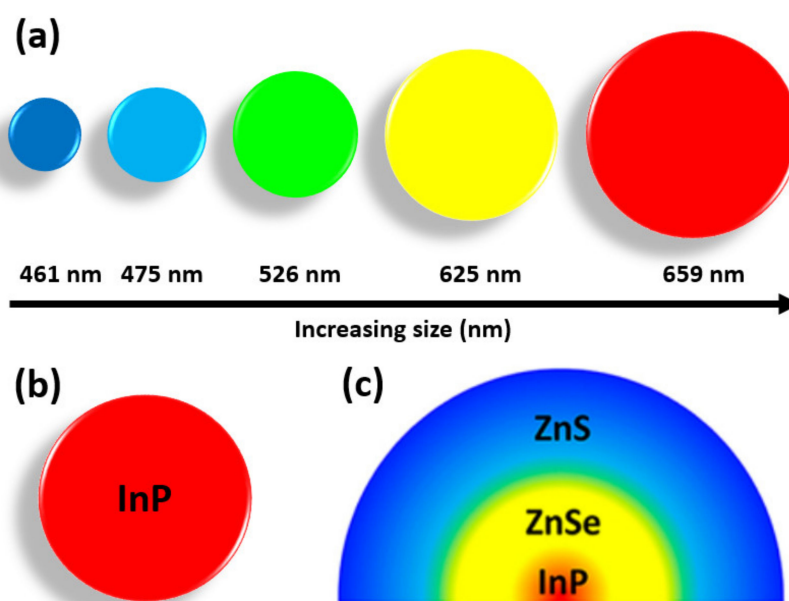 (a)
461 nm 475 nm 526 nm 625 nm 659 nm
Increasing size (nm)
(b) (c)
ZnS
InP
ZnSe
InP